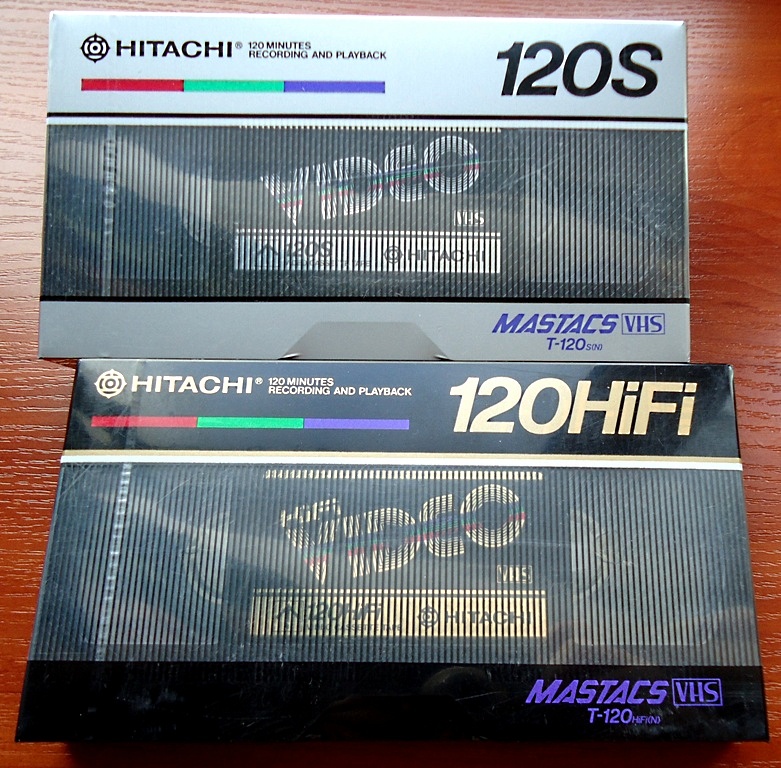 HITACHI® 120 MINUTES
RECORDING AND PLAYBACK
120S
VIDEO
VHS
120S
HITACHI
MASTACS VHS
T-120S(N)
HITACHI® 120 MINUTES
RECORDING AND PLAYBACK
120HiFi
HiFi
VIDEO
VHS
120HiFi
HITACHI
MASTACS VHS
T-120HiFi(N)